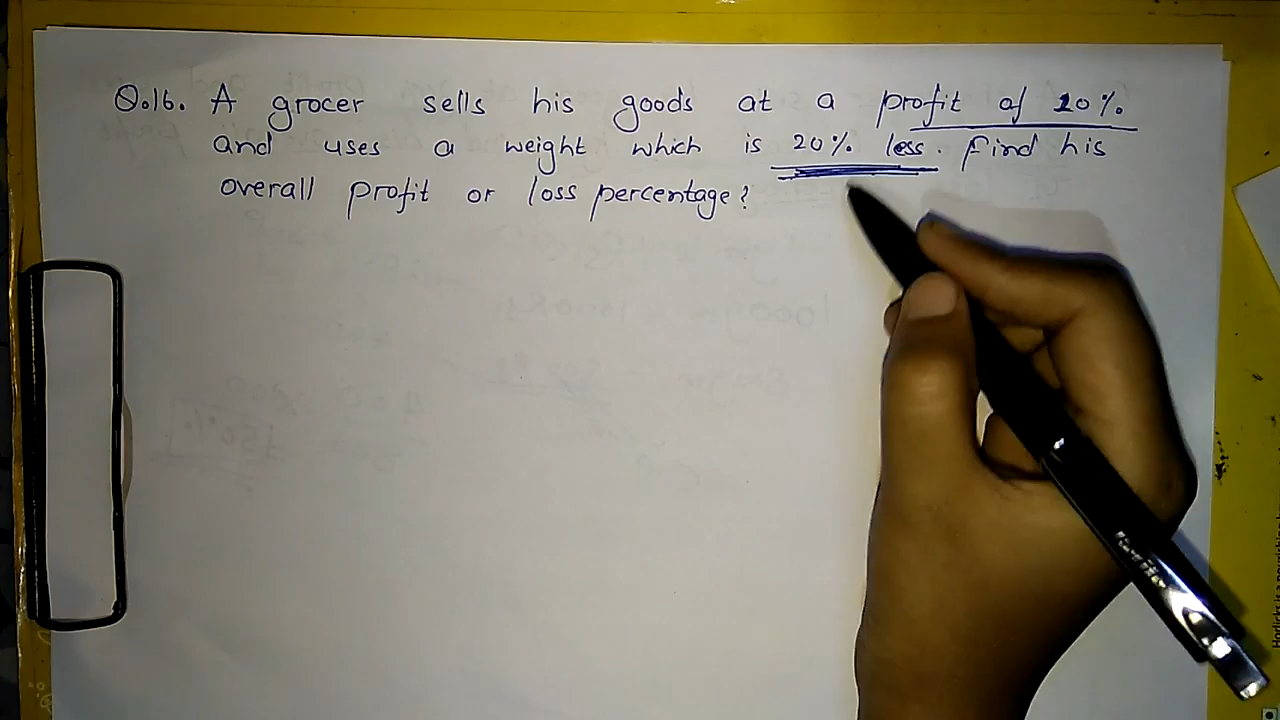 Q.16. A grocer sells his goods at a profit of 10%.
and uses a weight which is 20% less. Find his
overall profit or loss percentage?